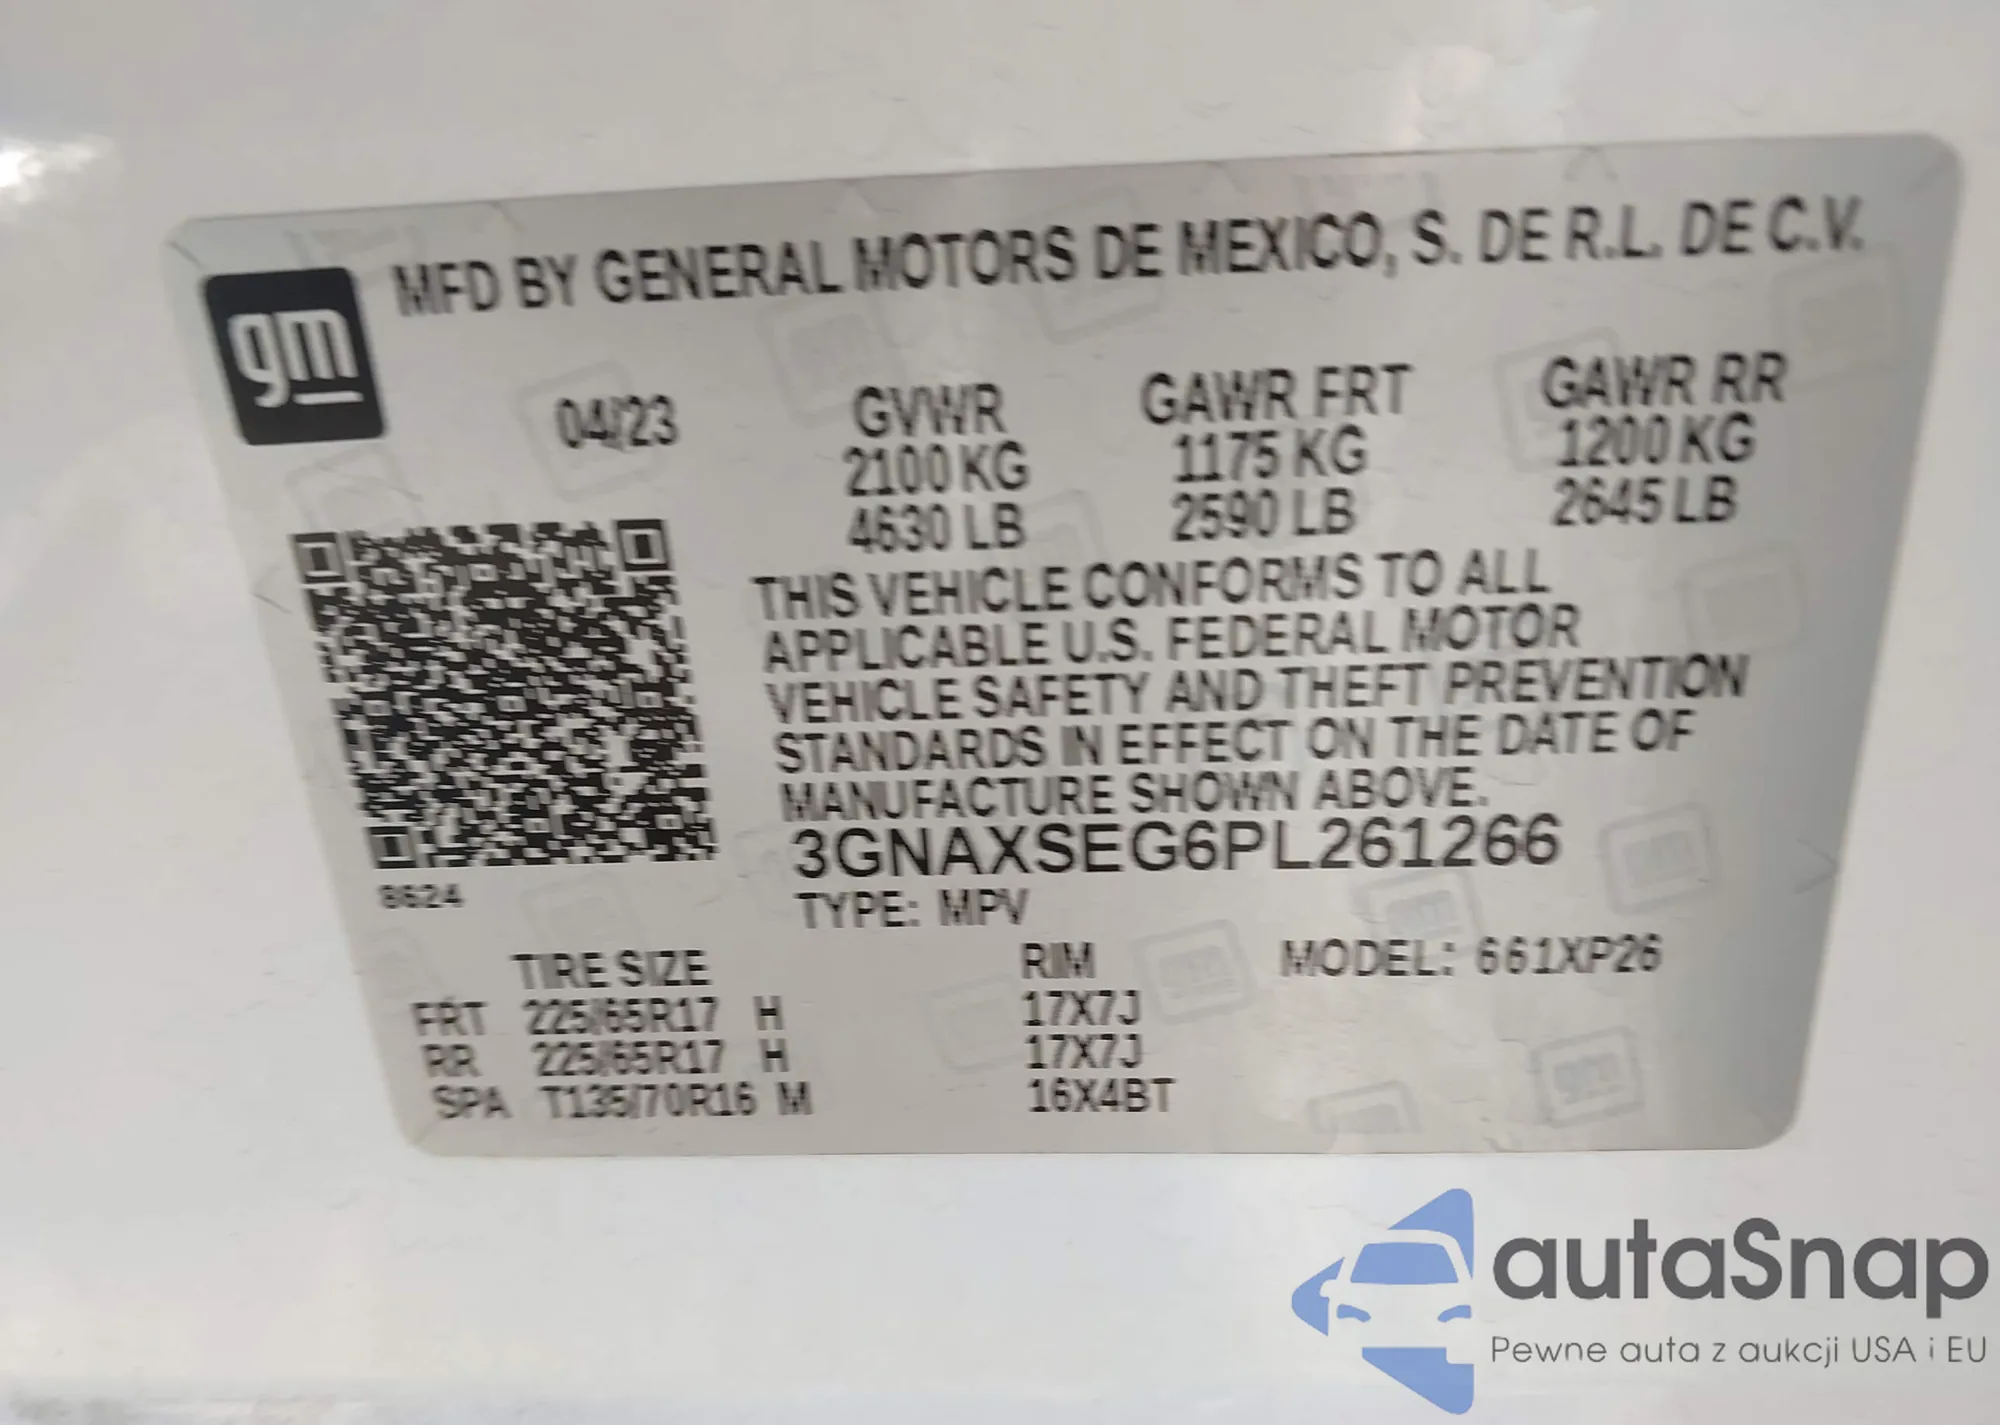 gm
MFD BY GENERAL MOTORS DE MEXICO, S. DE R.L. DE C.V.
04/23 GVWR GAWR FRT GAWR RR
2100 KG 1175 KG 1200 KG
4630 LB 2590 LB 2645 LB
THIS VEHICLE CONFORMS TO ALL
APPLICABLE U.S. FEDERAL MOTOR
VEHICLE SAFETY AND THEFT PREVENTION
STANDARDS IN EFFECT ON THE DATE OF
MANUFACTURE SHOWN ABOVE.
3GNAXSEG6PL261266
8624
TYPE: MPV
TIRE SIZE RIM MODEL: 661XP26
FRT 225/65R17 H 17X7J
RR 225/65R17 H 17X7J
SPA T135/70R16 M 16X4BT
autaSnap
Pewne auta z aukcji USA i EU